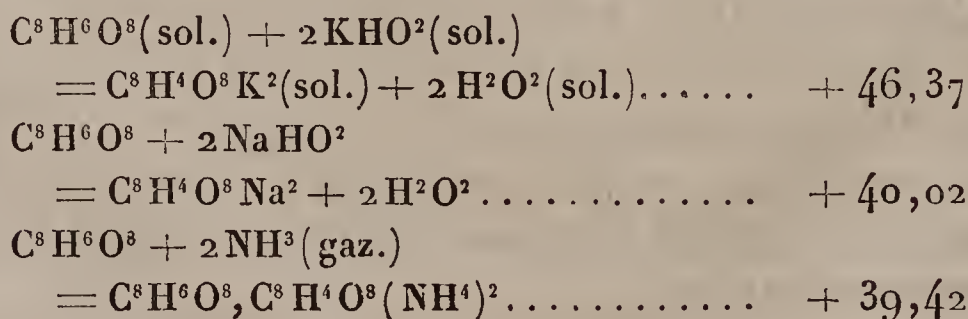 C⁸H⁶O⁸(sol.) + 2KHO²(sol.)
= C⁸H⁴O⁸K²(sol.) + 2H²O²(sol.)...... + 46,37
C⁸H⁶O⁸ + 2NaHO²
= C⁸H⁴O⁸Na² + 2H²O²............. + 40,02
C⁸H⁶O⁸ + 2NH³(gaz.)
= C⁸H⁶O⁸,C⁸H⁴O⁸(NH⁴)²............ + 39,42